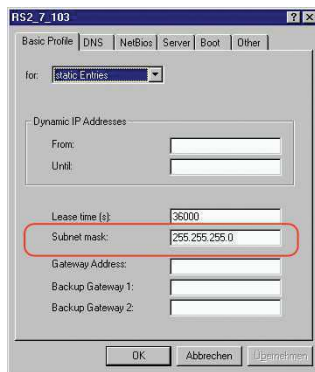 RS2_7_103
Basic Profile DNS NetBios Server Boot Other
for: static Entries
Dynamic IP Addresses
From:
Until:
Lease time (s): 36000
Subnet mask: 255.255.255.0
Gateway Address:
Backup Gateway 1:
Backup Gateway 2:
OK Abbrechen Übernehmen